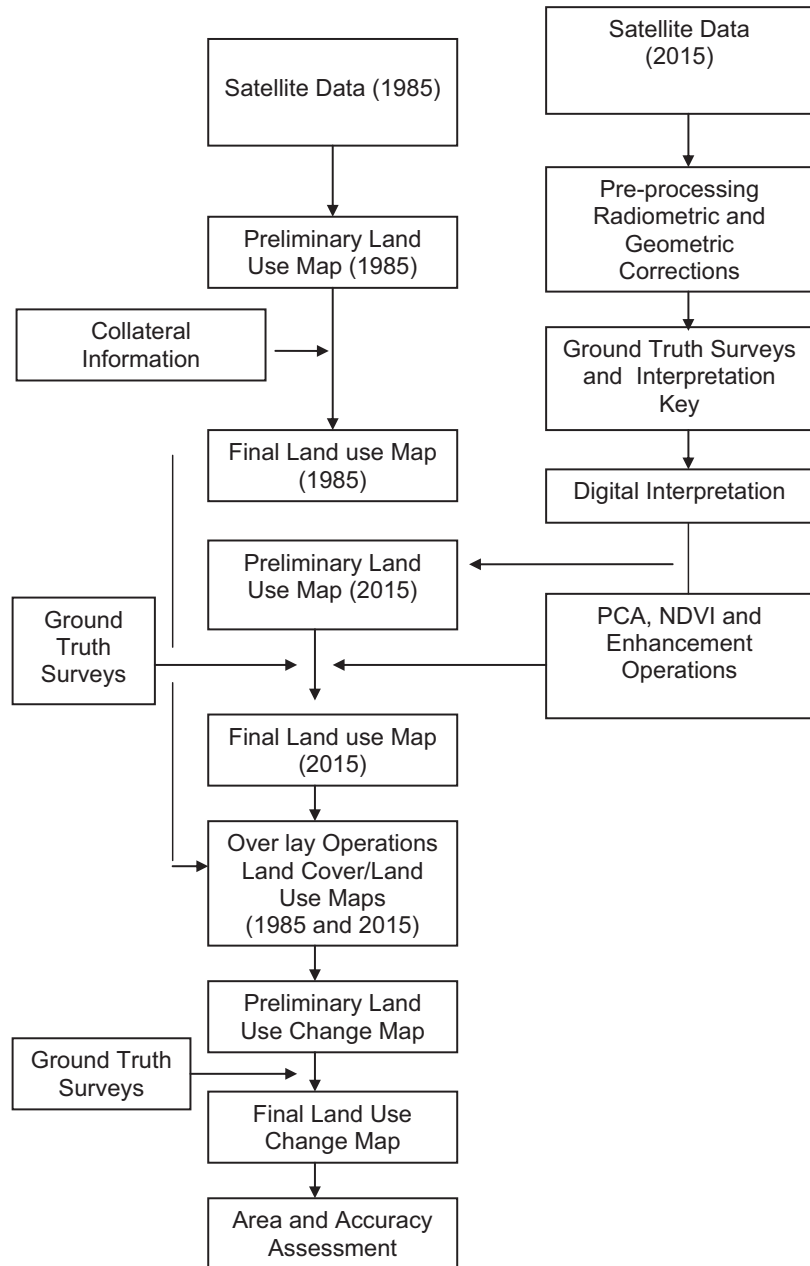 Satellite Data (1985)
Satellite Data
(2015)
Pre-processing
Radiometric and
Geometric
Corrections
Preliminary Land
Use Map (1985)
Collateral
Information
Ground Truth Surveys
and Interpretation
Key
Final Land use Map
(1985)
Digital Interpretation
Preliminary Land
Use Map (2015)
Ground
Truth
Surveys
PCA, NDVI and
Enhancement
Operations
Final Land use Map
(2015)
Over lay Operations
Land Cover/Land
Use Maps
(1985 and 2015)
Preliminary Land
Use Change Map
Ground Truth
Surveys
Final Land Use
Change Map
Area and Accuracy
Assessment